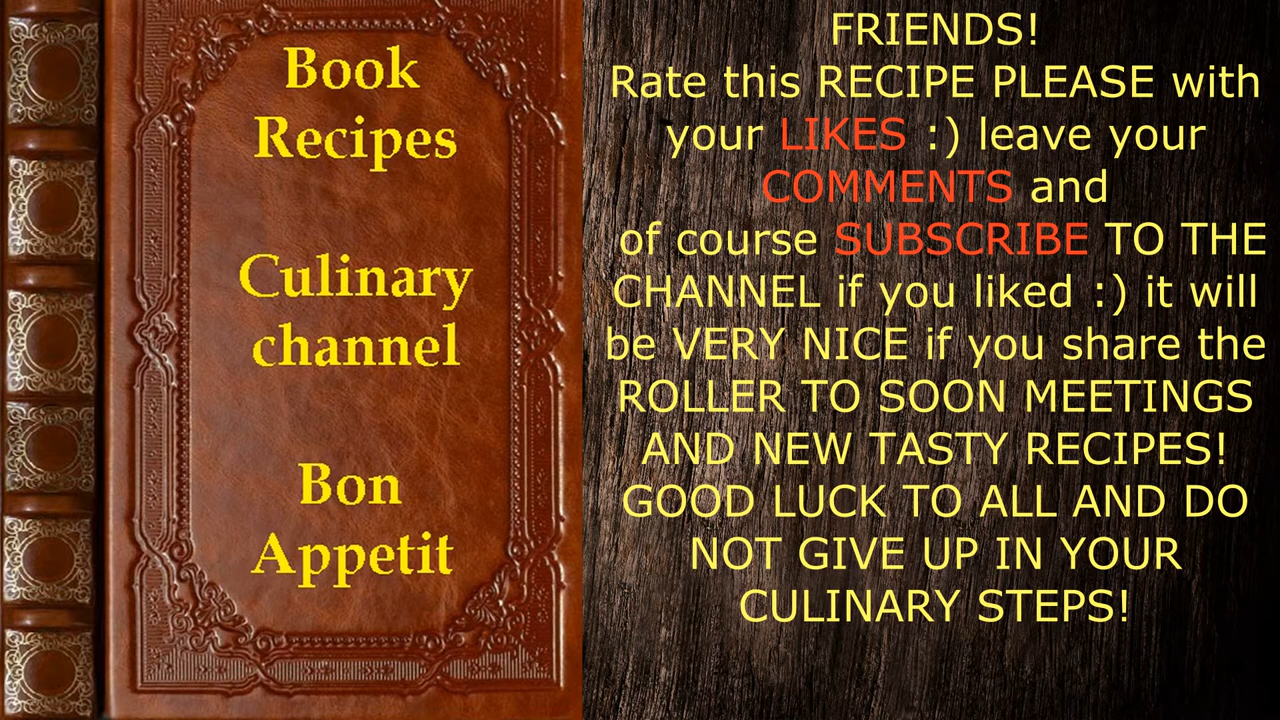 Book
Recipes
Culinary
channel
Bon
Appetit
FRIENDS!
Rate this RECIPE PLEASE with
your LIKES :) leave your
COMMENTS and
of course SUBSCRIBE TO THE
CHANNEL if you liked :) it will
be VERY NICE if you share the
ROLLER TO SOON MEETINGS
AND NEW TASTY RECIPES!
GOOD LUCK TO ALL AND DO
NOT GIVE UP IN YOUR
CULINARY STEPS!